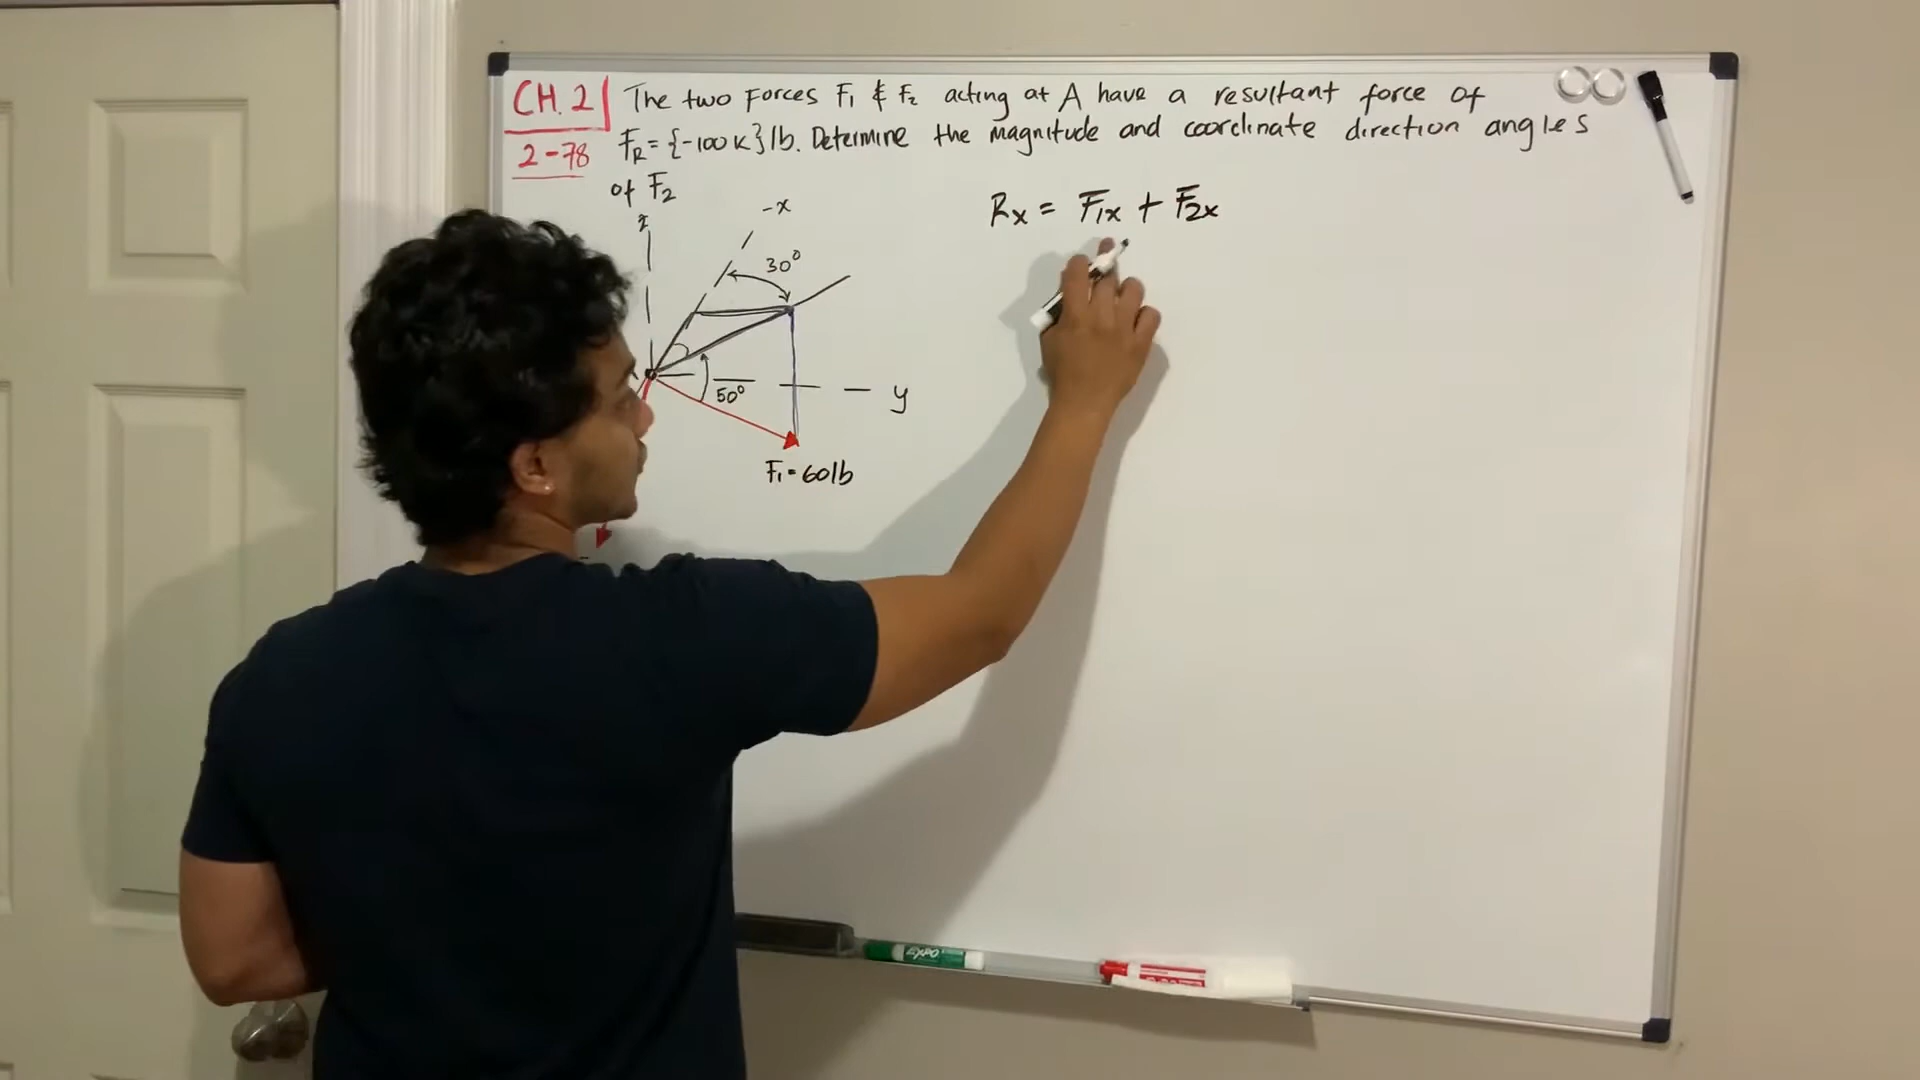 CH. 2
2-78
The two Forces F1 & F2 acting at A have a resultant force of
FR = {-100K}lb. Determine the magnitude and coordinate direction angles
of F2
z
-x
30°
50°
y
F1=60lb
Rx = F1x + F2x
EXPO